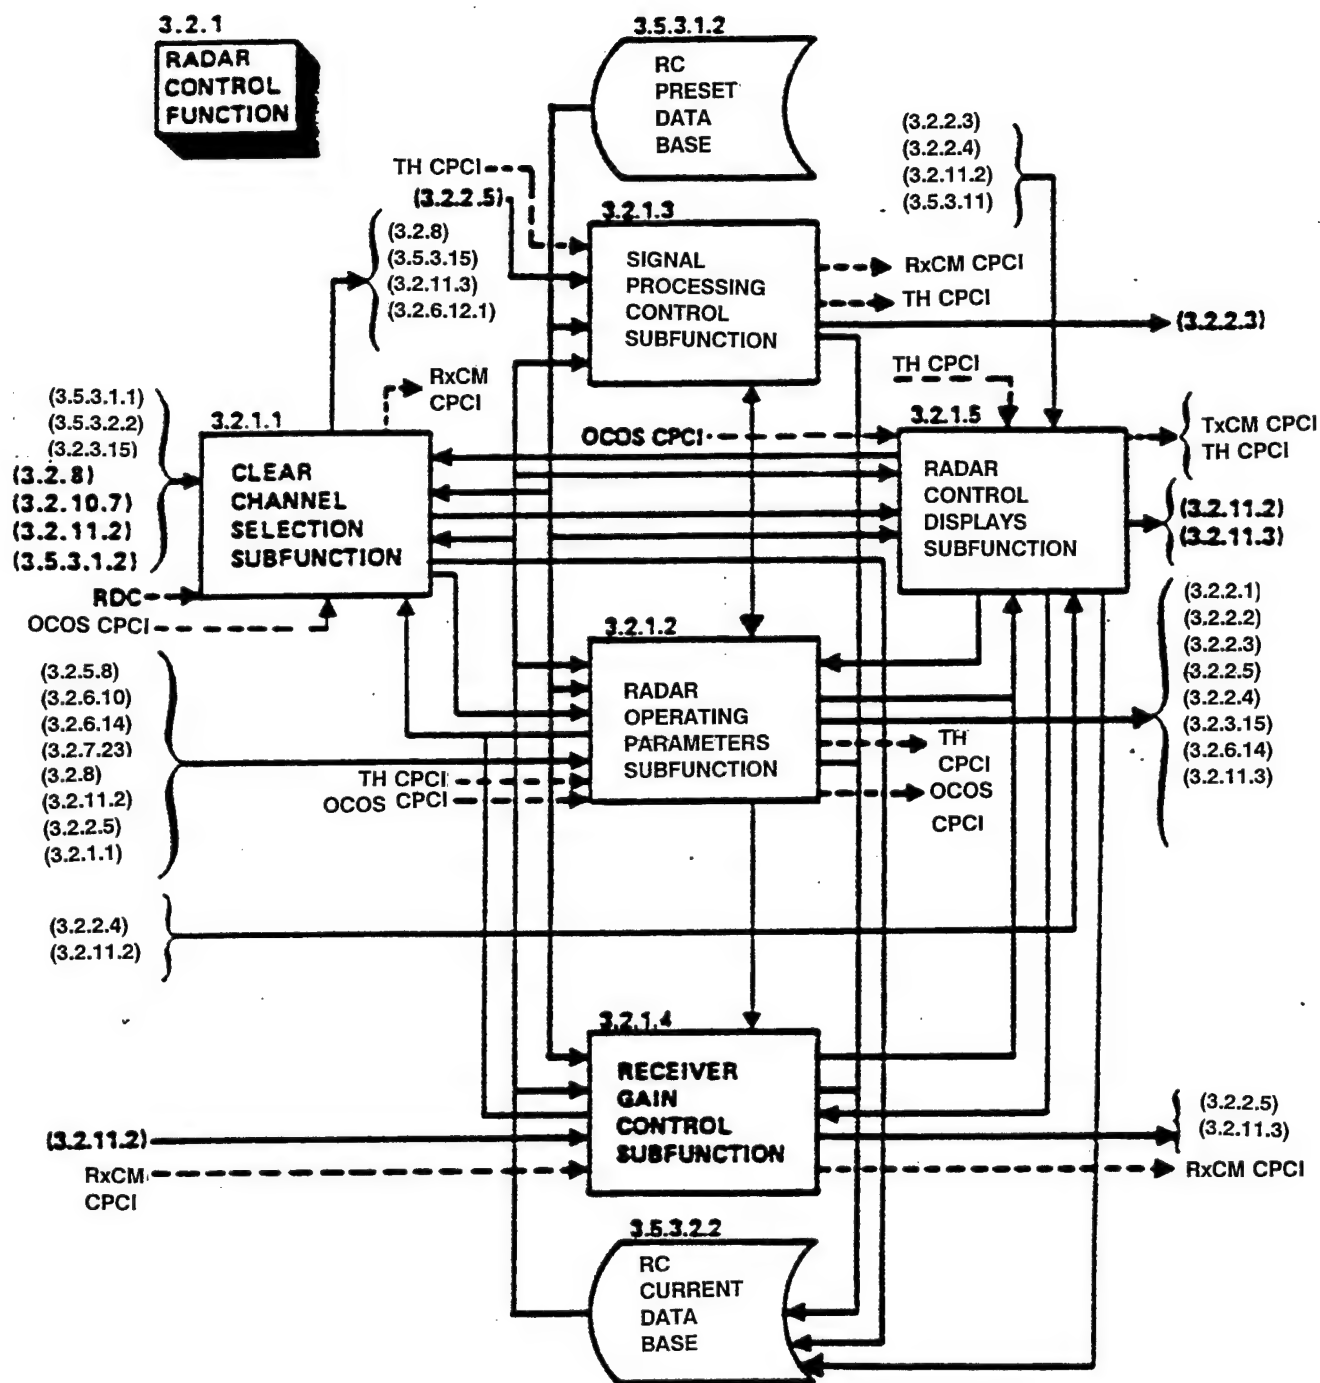 3.2.1
RADAR
CONTROL
FUNCTION
3.5.3.1.2
RC
PRESET
DATA
BASE
TH CPCI
(3.2.2.5)
(3.2.2.3)
(3.2.2.4)
(3.2.11.2)
(3.5.3.11)
3.2.1.3
SIGNAL
PROCESSING
CONTROL
SUBFUNCTION
(3.2.8)
(3.5.3.15)
(3.2.11.3)
(3.2.6.12.1)
RxCM CPCI
TH CPCI
(3.2.2.3)
RxCM
CPCI
TH CPCI
(3.5.3.1.1)
(3.5.3.2.2)
(3.2.3.15)
(3.2.8)
(3.2.10.7)
(3.2.11.2)
(3.5.3.1.2)
RDC
OCOS CPCI
3.2.1.1
CLEAR
CHANNEL
SELECTION
SUBFUNCTION
OCOS CPCI
3.2.1.5
RADAR
CONTROL
DISPLAYS
SUBFUNCTION
TxCM CPCI
TH CPCI
(3.2.11.2)
(3.2.11.3)
(3.2.2.1)
(3.2.2.2)
(3.2.2.3)
(3.2.2.5)
(3.2.2.4)
(3.2.3.15)
(3.2.6.14)
(3.2.11.3)
3.2.1.2
RADAR
OPERATING
PARAMETERS
SUBFUNCTION
(3.2.5.8)
(3.2.6.10)
(3.2.6.14)
(3.2.7.23)
(3.2.8)
(3.2.11.2)
(3.2.2.5)
(3.2.1.1)
TH CPCI
OCOS CPCI
TH
CPCI
OCOS
CPCI
(3.2.2.4)
(3.2.11.2)
3.2.1.4
RECEIVER
GAIN
CONTROL
SUBFUNCTION
(3.2.11.2)
RxCM
CPCI
(3.2.2.5)
(3.2.11.3)
RxCM CPCI
3.5.3.2.2
RC
CURRENT
DATA
BASE